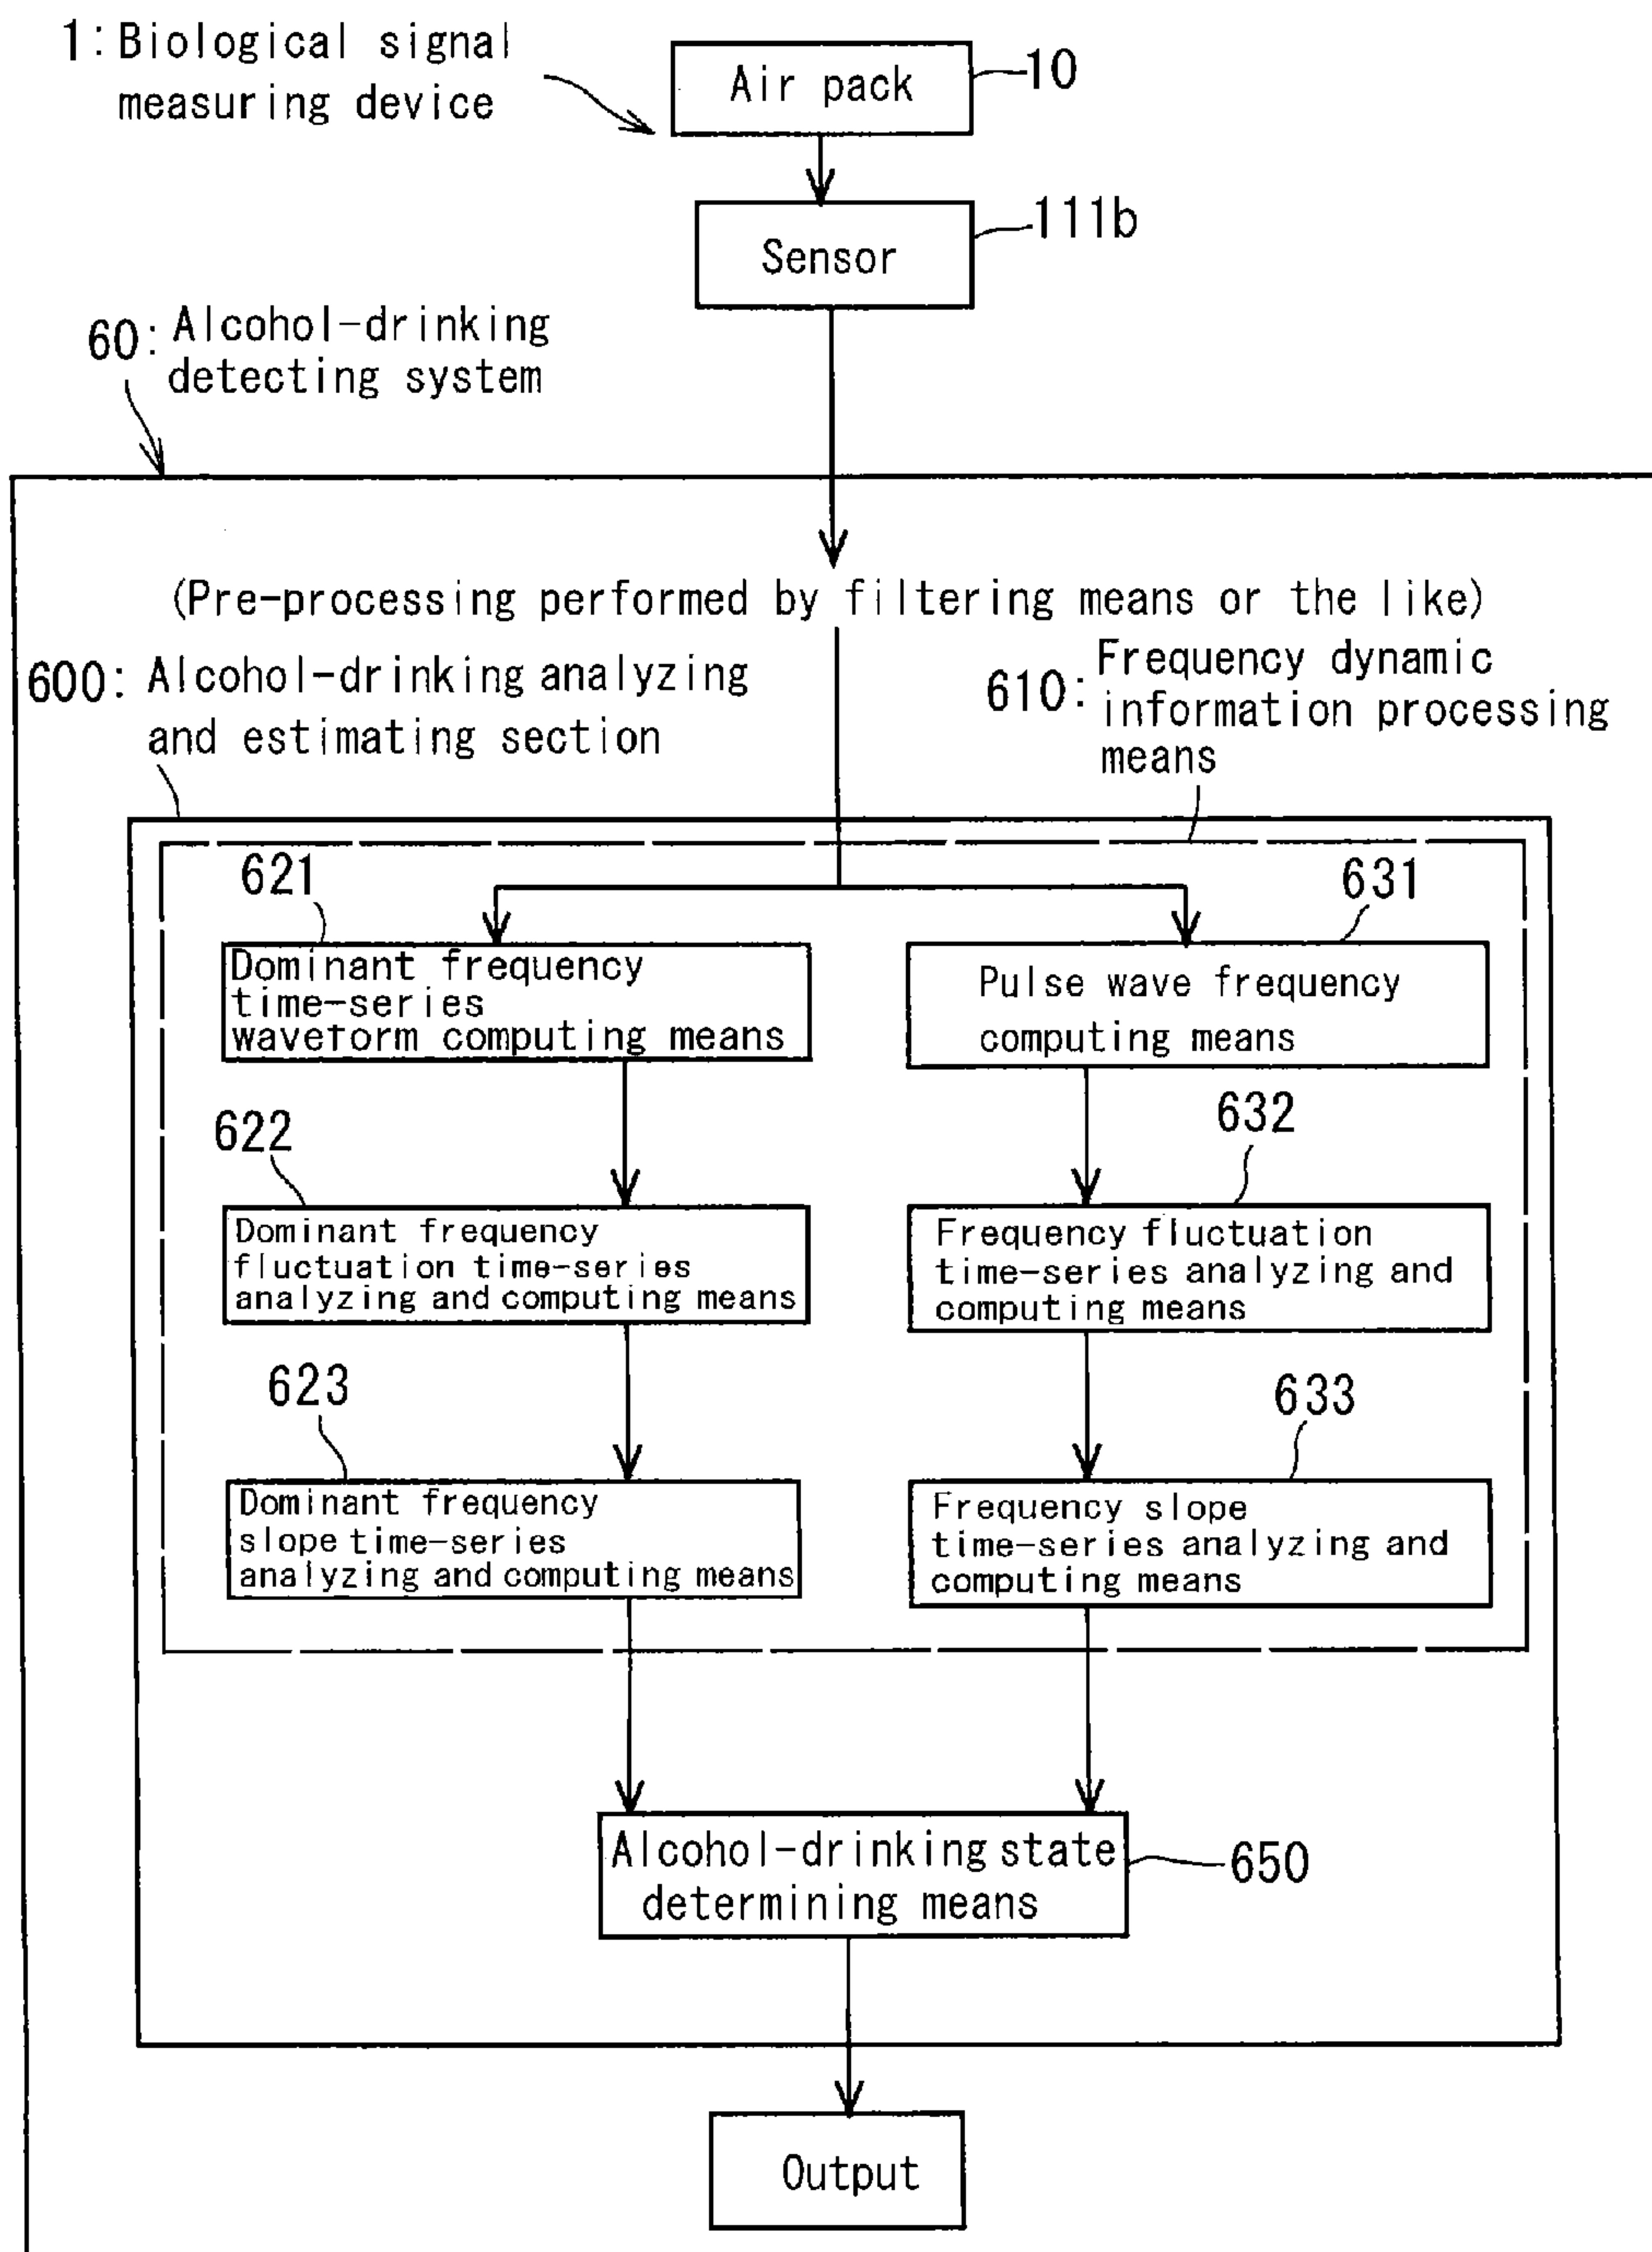 1: Biological signal
measuring device
Air pack
10
Sensor
111b
60: Alcohol-drinking
detecting system
(Pre-processing performed by filtering means or the like)
600: Alcohol-drinking analyzing
and estimating section
610: Frequency dynamic
information processing
means
621
Dominant frequency
time-series
waveform computing means
631
Pulse wave frequency
computing means
622
Dominant frequency
fluctuation time-series
analyzing and computing means
632
Frequency fluctuation
time-series analyzing and
computing means
623
Dominant frequency
slope time-series
analyzing and computing means
633
Frequency slope
time-series analyzing and
computing means
Alcohol-drinking state
determining means
650
Output